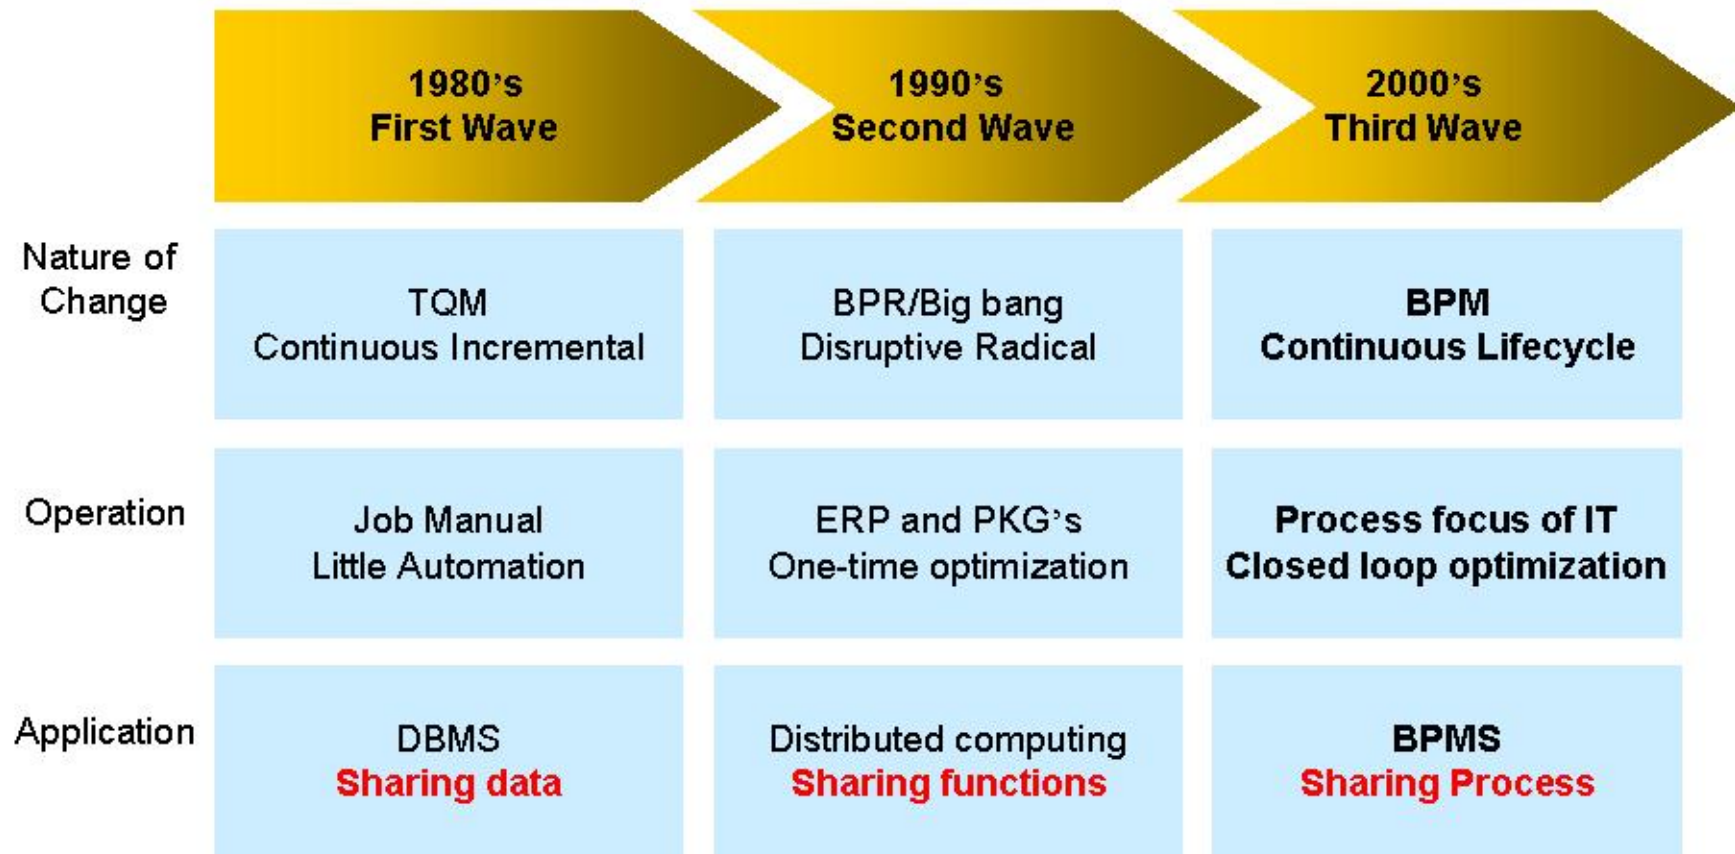 1980’s
First Wave
1990’s
Second Wave
2000’s
Third Wave
Nature of
Change
TQM
Continuous Incremental
BPR/Big bang
Disruptive Radical
BPM
Continuous Lifecycle
Operation
Job Manual
Little Automation
ERP and PKG’s
One-time optimization
Process focus of IT
Closed loop optimization
Application
DBMS
Sharing data
Distributed computing
Sharing functions
BPMS
Sharing Process